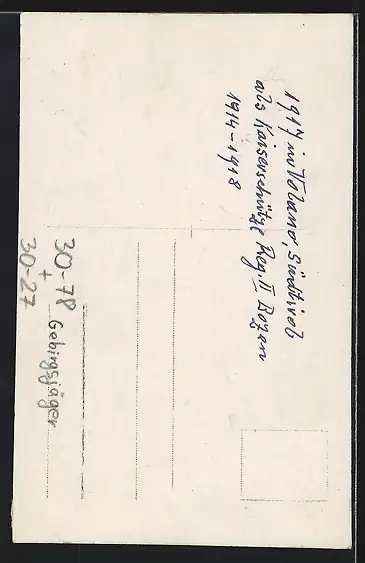 1917 in Volano, Südtirol
als Kaiserschütze Reg. II Bozen
1914-1918
30-78
+
30-27
Gebirgsjäger